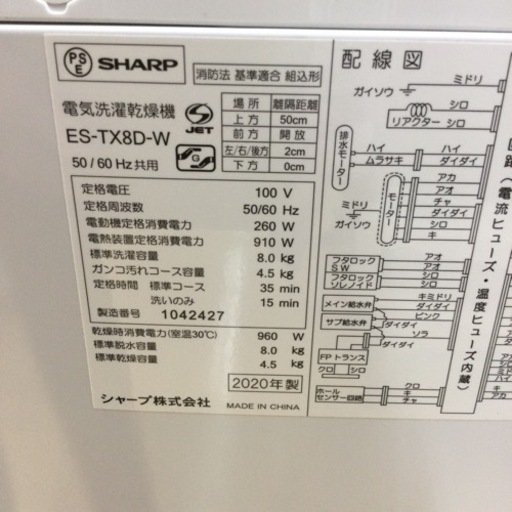 PS E SHARP
消防法 基準適合 組込形
電気洗濯乾燥機
ES-TX8D-W
50/60Hz共用
S JET
場所 離隔距離
上方 50cm
前方 開放
左/右/後方 2cm
下方 0cm
定格電圧 100 V
定格周波数 50/60 Hz
電動機定格消費電力 260 W
電熱装置定格消費電力 910 W
標準洗濯容量 8.0 kg
ガンコ汚れコース容量 4.5 kg
定格時間 標準コース 35 min
洗いのみ 15 min
製造番号 1042427
乾燥時消費電力(室温30℃) 960 W
標準脱水容量 8.0 kg
標準乾燥容量 4.5 kg
2020年製
シャープ株式会社 MADE IN CHINA
配線図
ミドリ
ガイソウ
シロ
リアクター シロ
排水モーター
ハイ ハイ
ムラサキ ダイダイ
モーター
アカ
アオ
チャ
ダイダイ
シロ
キ
ミドリ
ガイソウ
フタロック SW
アオ
シロ
フタロック ソレノイド
アオ
シロ
メイン給水弁
キミドリ
ダイダイ
サブ給水弁
ピンク
ダイダイ
ソラ
ダイダイ
FPトランス
クロ シロ
ホール センサー回路
クロ
キ
チャ
クロ
キ
アカ
(電流ヒューズ・温度ヒューズ内蔵)